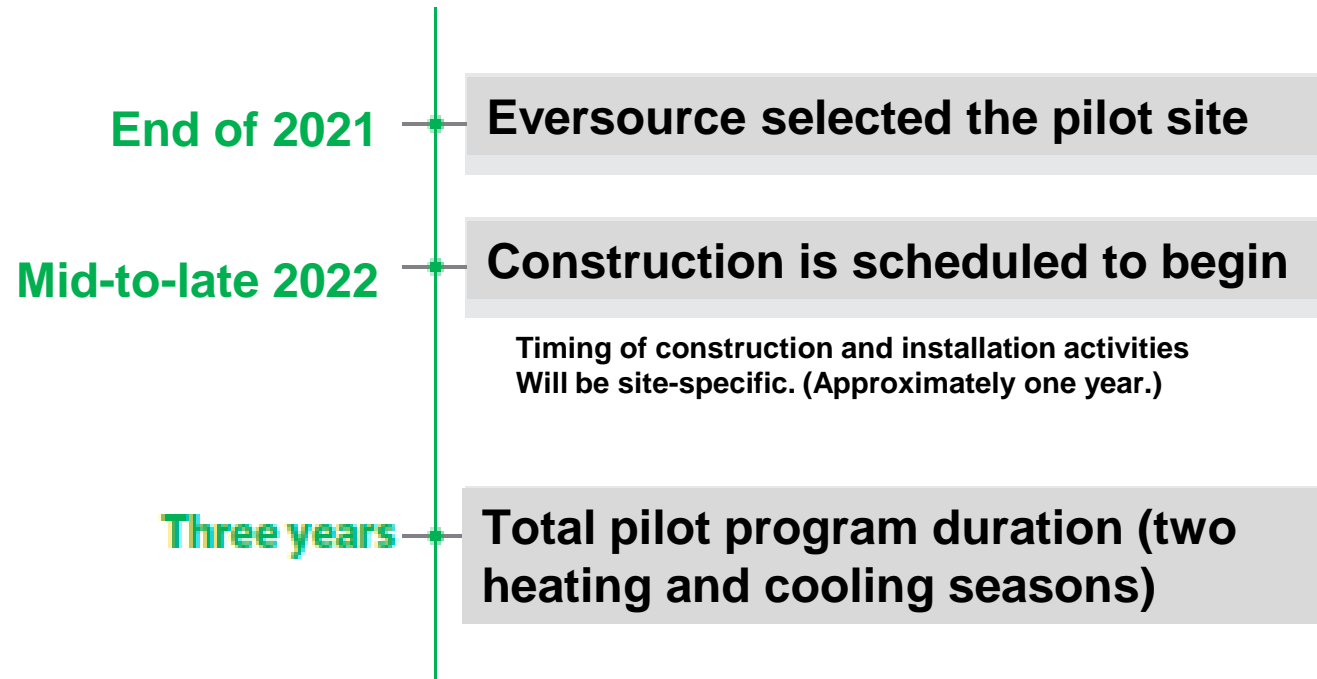 End of 2021
Eversource selected the pilot site
Mid-to-late 2022
Construction is scheduled to begin
Timing of construction and installation activities
Will be site-specific. (Approximately one year.)
Three years
Total pilot program duration (two
heating and cooling seasons)